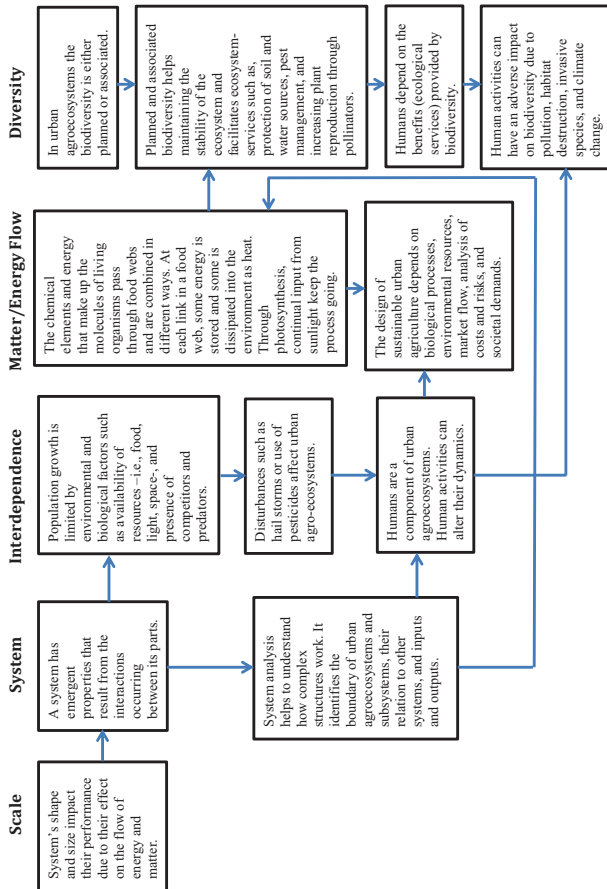 Scale
System's shape
and size impact
their performance
due to their effect
on the flow of
energy and
matter.
System
A system has
emergent
properties that
result from the
interactions
occurring
between its parts.
System analysis
helps to understand
how complex
structures work. It
identifies the
boundary of urban
agroecosystems and
subsystems, their
relation to other
systems, and inputs
and outputs.
Interdependence
Population growth is
limited by
environmental and
biological factors such
as availability of
resources –i.e., food,
light, space-, and
presence of
competitors and
predators.
Disturbances such as
hail storms or use of
pesticides affect urban
agro-ecosystems.
Humans are a
component of urban
agroecosystems.
Human activities can
alter their dynamics.
Matter/Energy Flow
The chemical
elements and energy
that make up the
molecules of living
organisms pass
through food webs
and are combined in
different ways. At
each link in a food
web, some energy is
stored and some is
dissipated into the
environment as heat.
Through
photosynthesis,
continual input from
sunlight keep the
process going.
The design of
sustainable urban
agriculture depends on
biological processes,
environmental resources,
market flow, analysis of
costs and risks, and
societal demands.
Diversity
In urban
agroecosystems the
biodiversity is either
planned or associated.
Planned and associated
biodiversity helps
maintaining the
stability of the
ecosystem and
facilitates ecosystem-
services such as,
protection of soil and
water sources, pest
management, and
increasing plant
reproduction through
pollinators.
Humans depend on the
benefits (ecological
services) provided by
biodiversity.
Human activities can
have an adverse impact
on biodiversity due to
pollution, habitat
destruction, invasive
species, and climate
change.